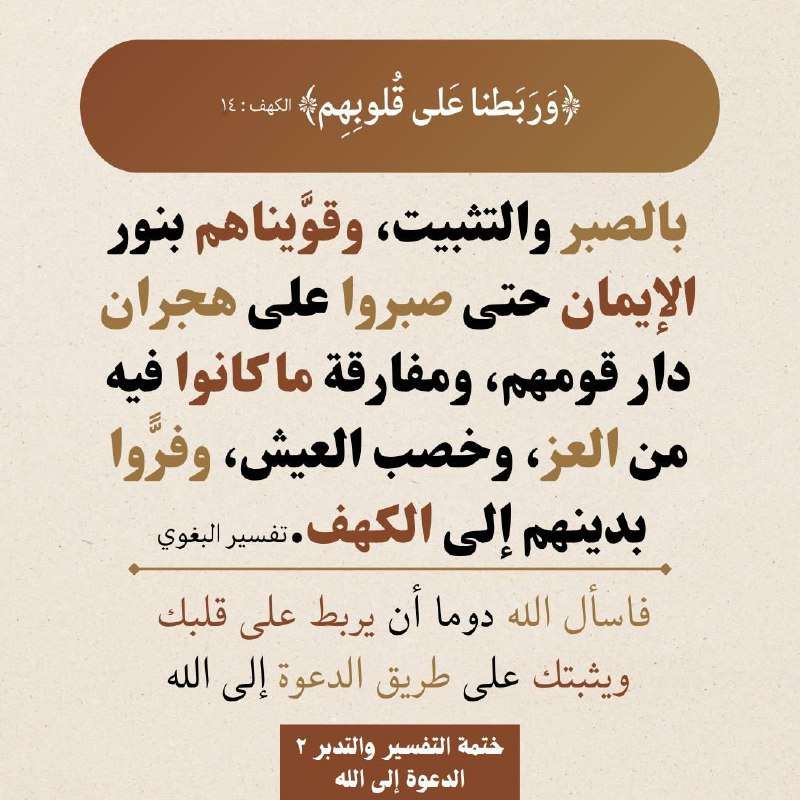 ﴿وَرَبَطنا عَلى قُلوبِهِم﴾ الكهف: ١٤
بالصبر والتثبيت، وقوَّيناهم بنور
الإيمان حتى صبروا على هجران
دار قومهم، ومفارقة ما كانوا فيه
من العز، وخصب العيش، وفرًّوا
بدينهم إلى الكهف. تفسير البغوي
فاسأل الله دوما أن يربط على قلبك
ويثبتك على طريق الدعوة إلى الله
ختمة التفسير والتدبر ٢
الدعوة إلى الله